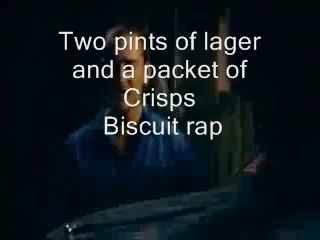 Two pints of lager
and a packet of
Crisps
Biscuit rap